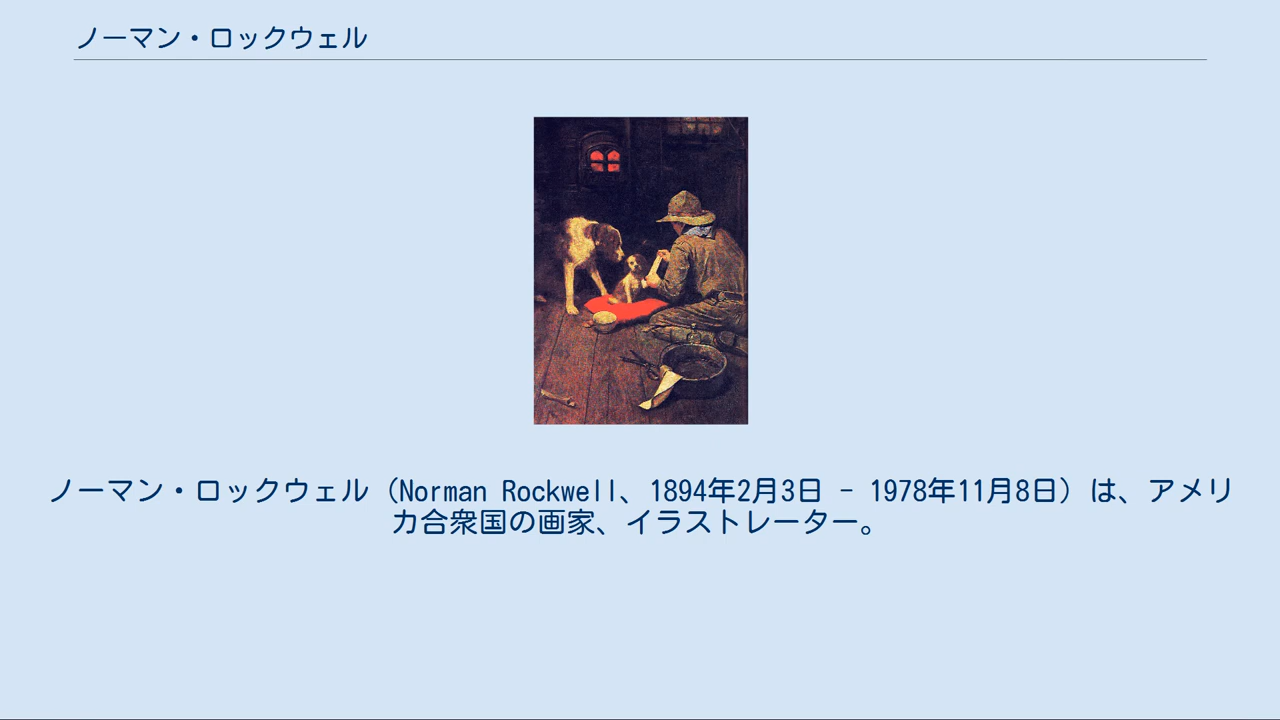 ノーマン・ロックウェル
ノーマン・ロックウェル（Norman Rockwell、1894年2月3日 - 1978年11月8日）は、アメリ
カ合衆国の画家、イラストレーター。